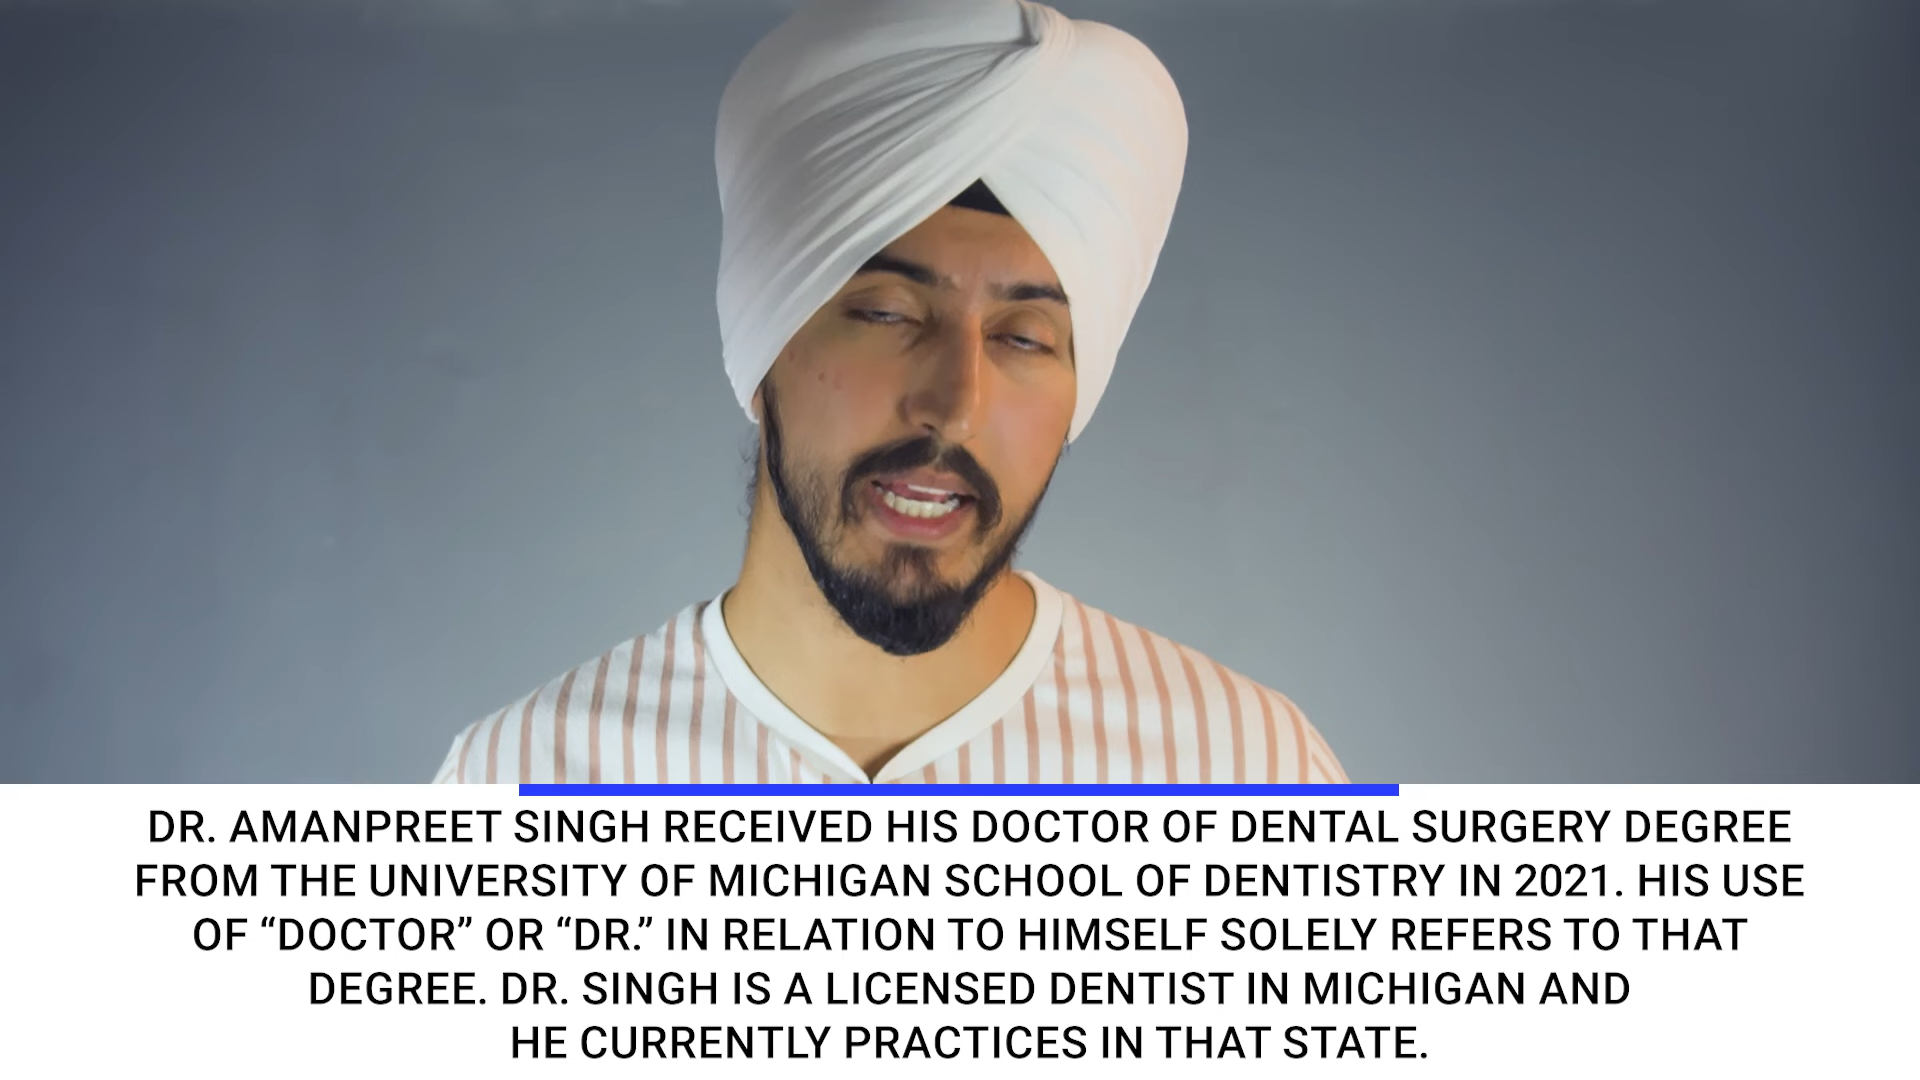 DR. AMANPREET SINGH RECEIVED HIS DOCTOR OF DENTAL SURGERY DEGREE
FROM THE UNIVERSITY OF MICHIGAN SCHOOL OF DENTISTRY IN 2021. HIS USE
OF “DOCTOR” OR “DR.” IN RELATION TO HIMSELF SOLELY REFERS TO THAT
DEGREE. DR. SINGH IS A LICENSED DENTIST IN MICHIGAN AND
HE CURRENTLY PRACTICES IN THAT STATE.